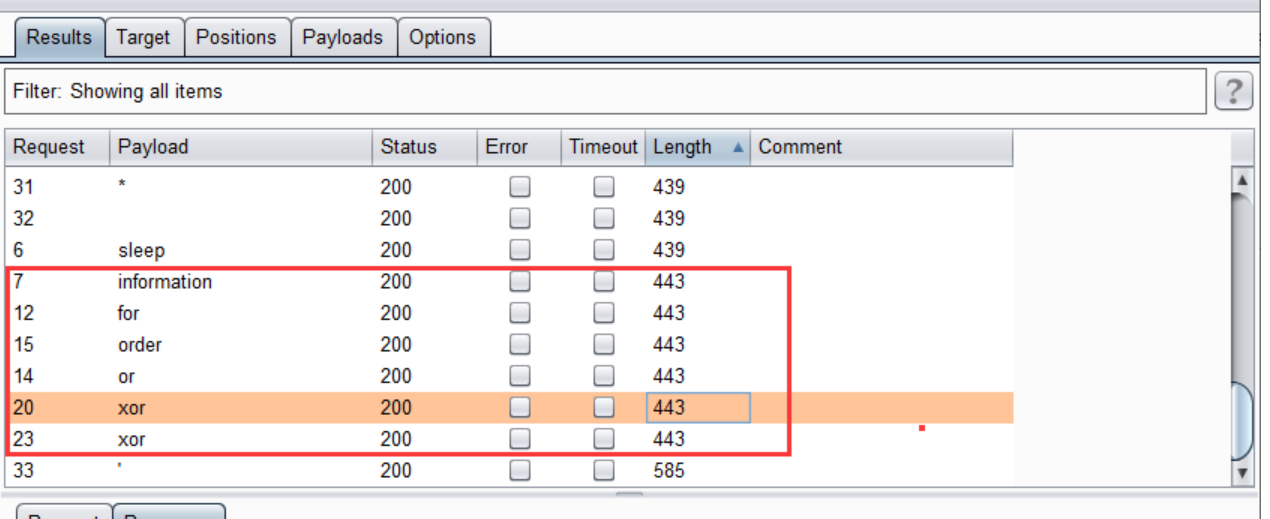 Results Target Positions Payloads Options
Filter: Showing all items ?
Request Payload Status Error Timeout Length Comment
31 * 200 439
32 200 439
6 sleep 200 439
7 information 200 443
12 for 200 443
15 order 200 443
14 or 200 443
20 xor 200 443
23 xor 200 443
33 ' 200 585